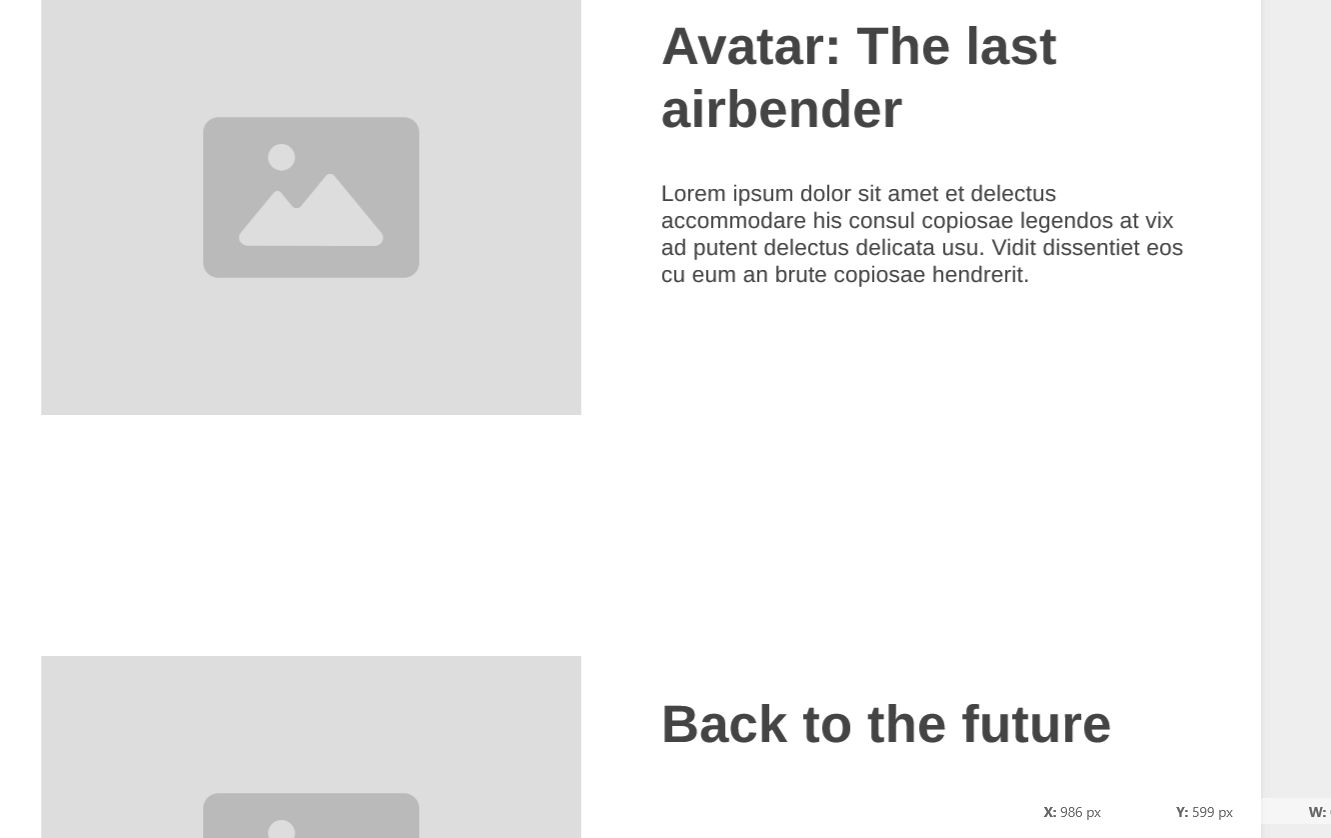 Avatar: The last
airbender
Lorem ipsum dolor sit amet et delectus
accommodare his consul copiosae legendos at vix
ad putent delectus delicata usu. Vidit dissentiet eos
cu eum an brute copiosae hendrerit.
Back to the future
X: 986 px Y: 599 px W: